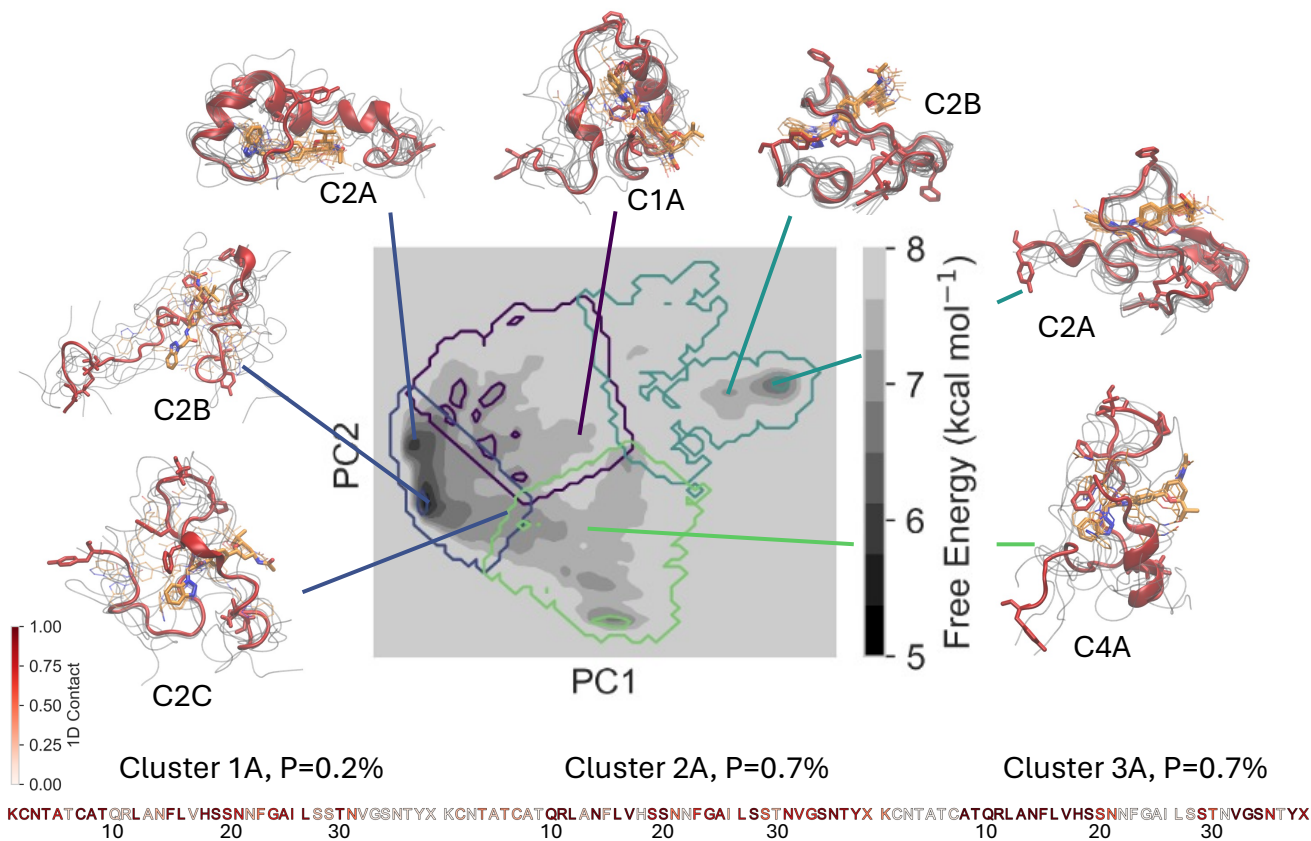 C2A
C1A
C2B
C2A
C2B
C2C
C4A
8
7
6
5
Free Energy (kcal mol⁻¹)
PC2
PC1
1.00
0.75
0.50
0.25
0.00
1D Contact
Cluster 1A, P=0.2%
Cluster 2A, P=0.7%
Cluster 3A, P=0.7%
KCNTATCATQRLANFLVHSSNNFGAILSSTNVGSNTYX KCNTATCATQRLANFLVHSSNNFGAILSSTNVGSNTYX KCNTATCATQRLANFLVHSSNNFGAILSSTNVGSNTYX
10 20 30 10 20 30 10 20 30